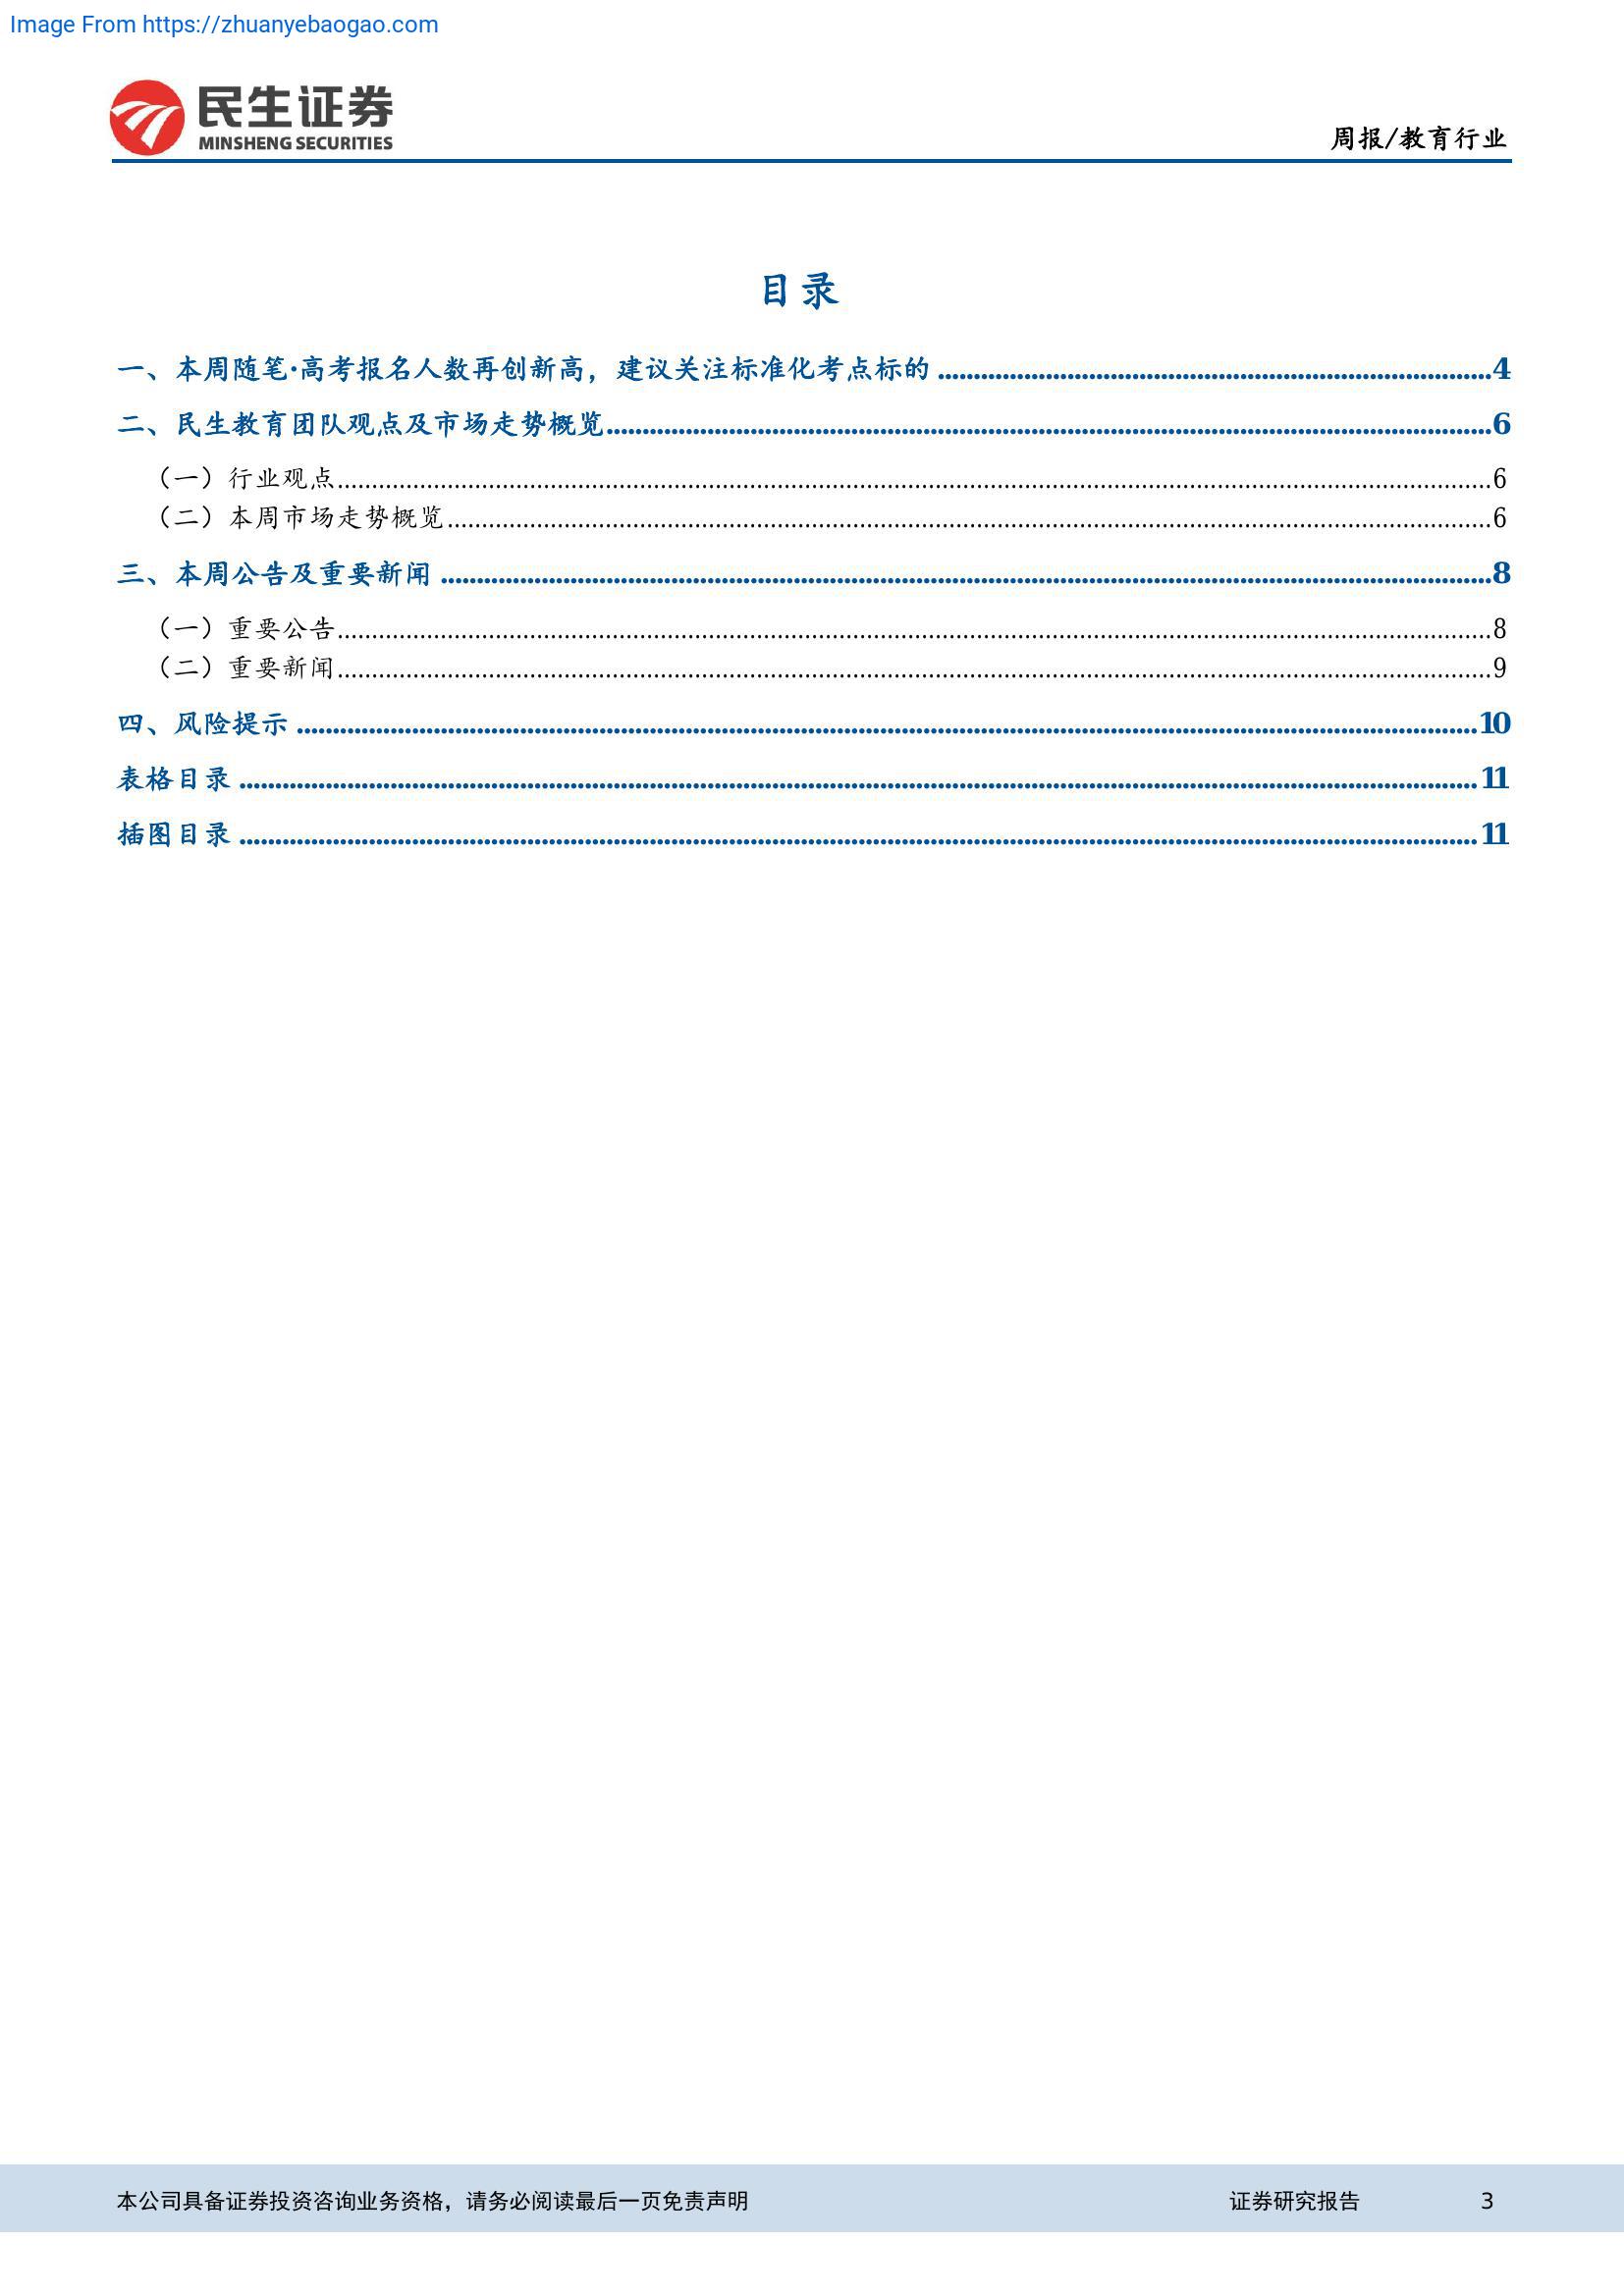 Image From https://zhuanyebaogao.com
民生证券
MINSHENG SECURITIES
周报/教育行业
目录
一、本周随笔·高考报名人数再创新高，建议关注标准化考点标的 ........ 4
二、民生教育团队观点及市场走势概览 ........ 6
（一）行业观点 ........ 6
（二）本周市场走势概览 ........ 6
三、本周公告及重要新闻 ........ 8
（一）重要公告 ........ 8
（二）重要新闻 ........ 9
四、风险提示 ........ 10
表格目录 ........ 11
插图目录 ........ 11
本公司具备证券投资咨询业务资格，请务必阅读最后一页免责声明 证券研究报告 3